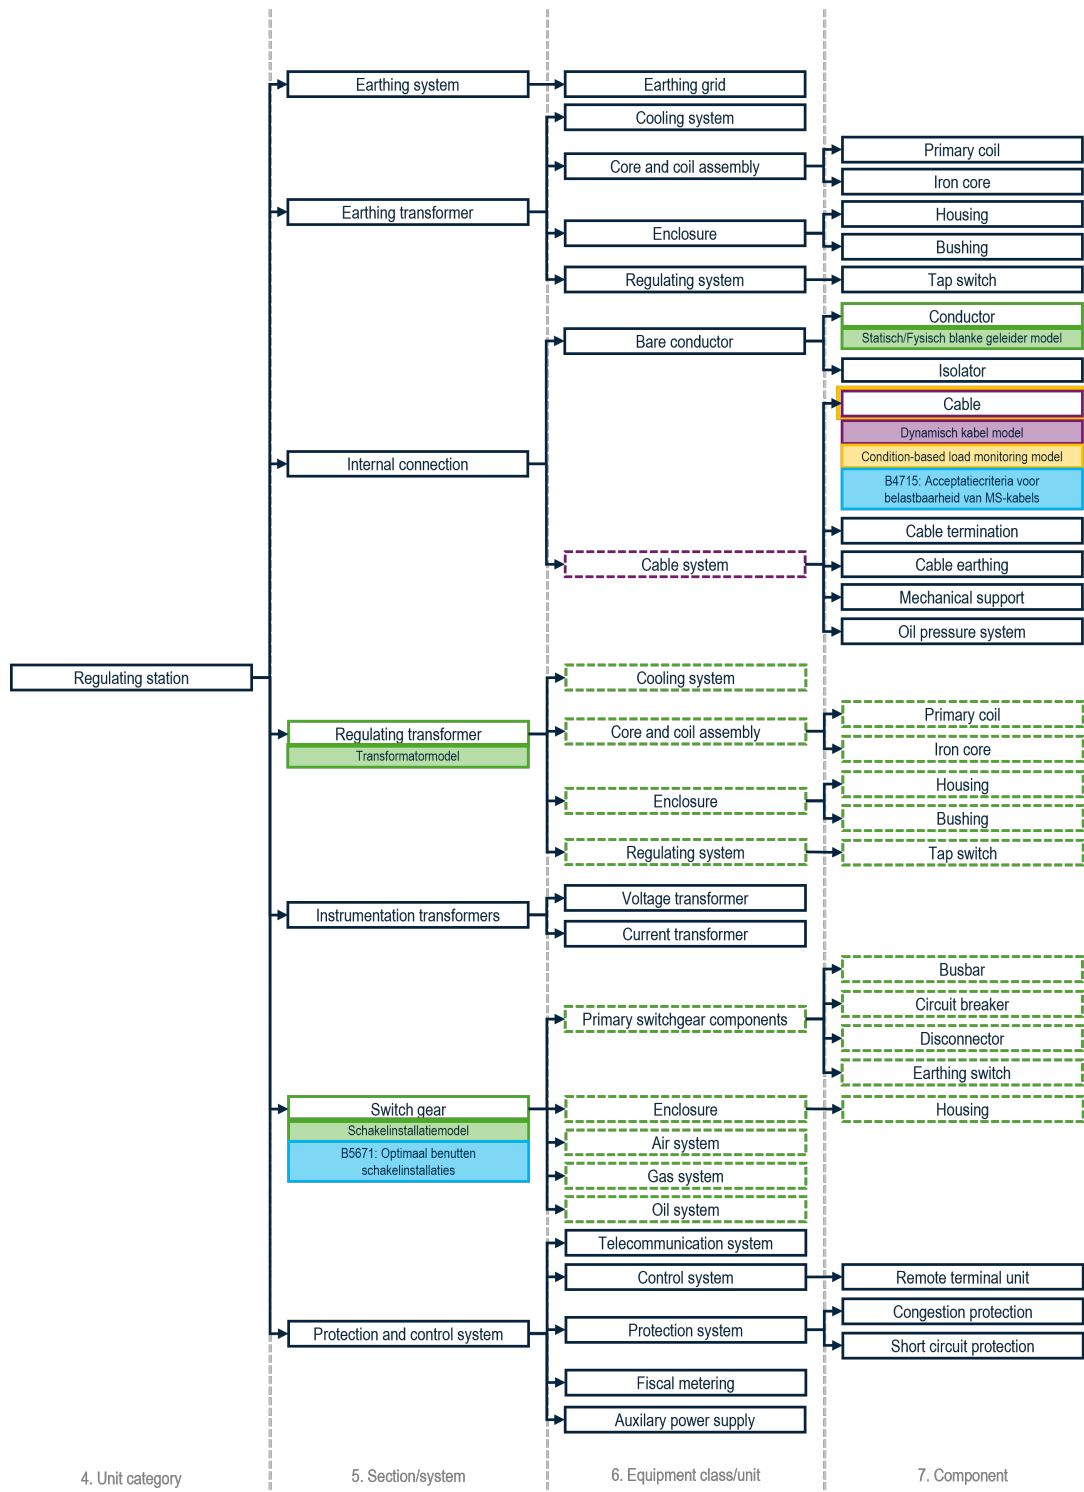 Earthing system
Earthing grid
Cooling system
Core and coil assembly
Primary coil
Iron core
Earthing transformer
Enclosure
Housing
Bushing
Regulating system
Tap switch
Bare conductor
Conductor
Statisch/Fysisch blanke geleider model
Isolator
Internal connection
Cable
Dynamisch kabel model
Condition-based load monitoring model
B4715: Acceptatiecriteria voor
belastbaarheid van MS-kabels
Cable system
Cable termination
Cable earthing
Mechanical support
Oil pressure system
Regulating station
Regulating transformer
Transformatormodel
Cooling system
Core and coil assembly
Primary coil
Iron core
Enclosure
Housing
Bushing
Regulating system
Tap switch
Instrumentation transformers
Voltage transformer
Current transformer
Primary switchgear components
Busbar
Circuit breaker
Disconnector
Earthing switch
Switch gear
Schakelinstallatiemodel
B5671: Optimaal benutten
schakelinstallaties
Enclosure
Housing
Air system
Gas system
Oil system
Protection and control system
Telecommunication system
Control system
Remote terminal unit
Protection system
Congestion protection
Short circuit protection
Fiscal metering
Auxilary power supply
4. Unit category
5. Section/system
6. Equipment class/unit
7. Component